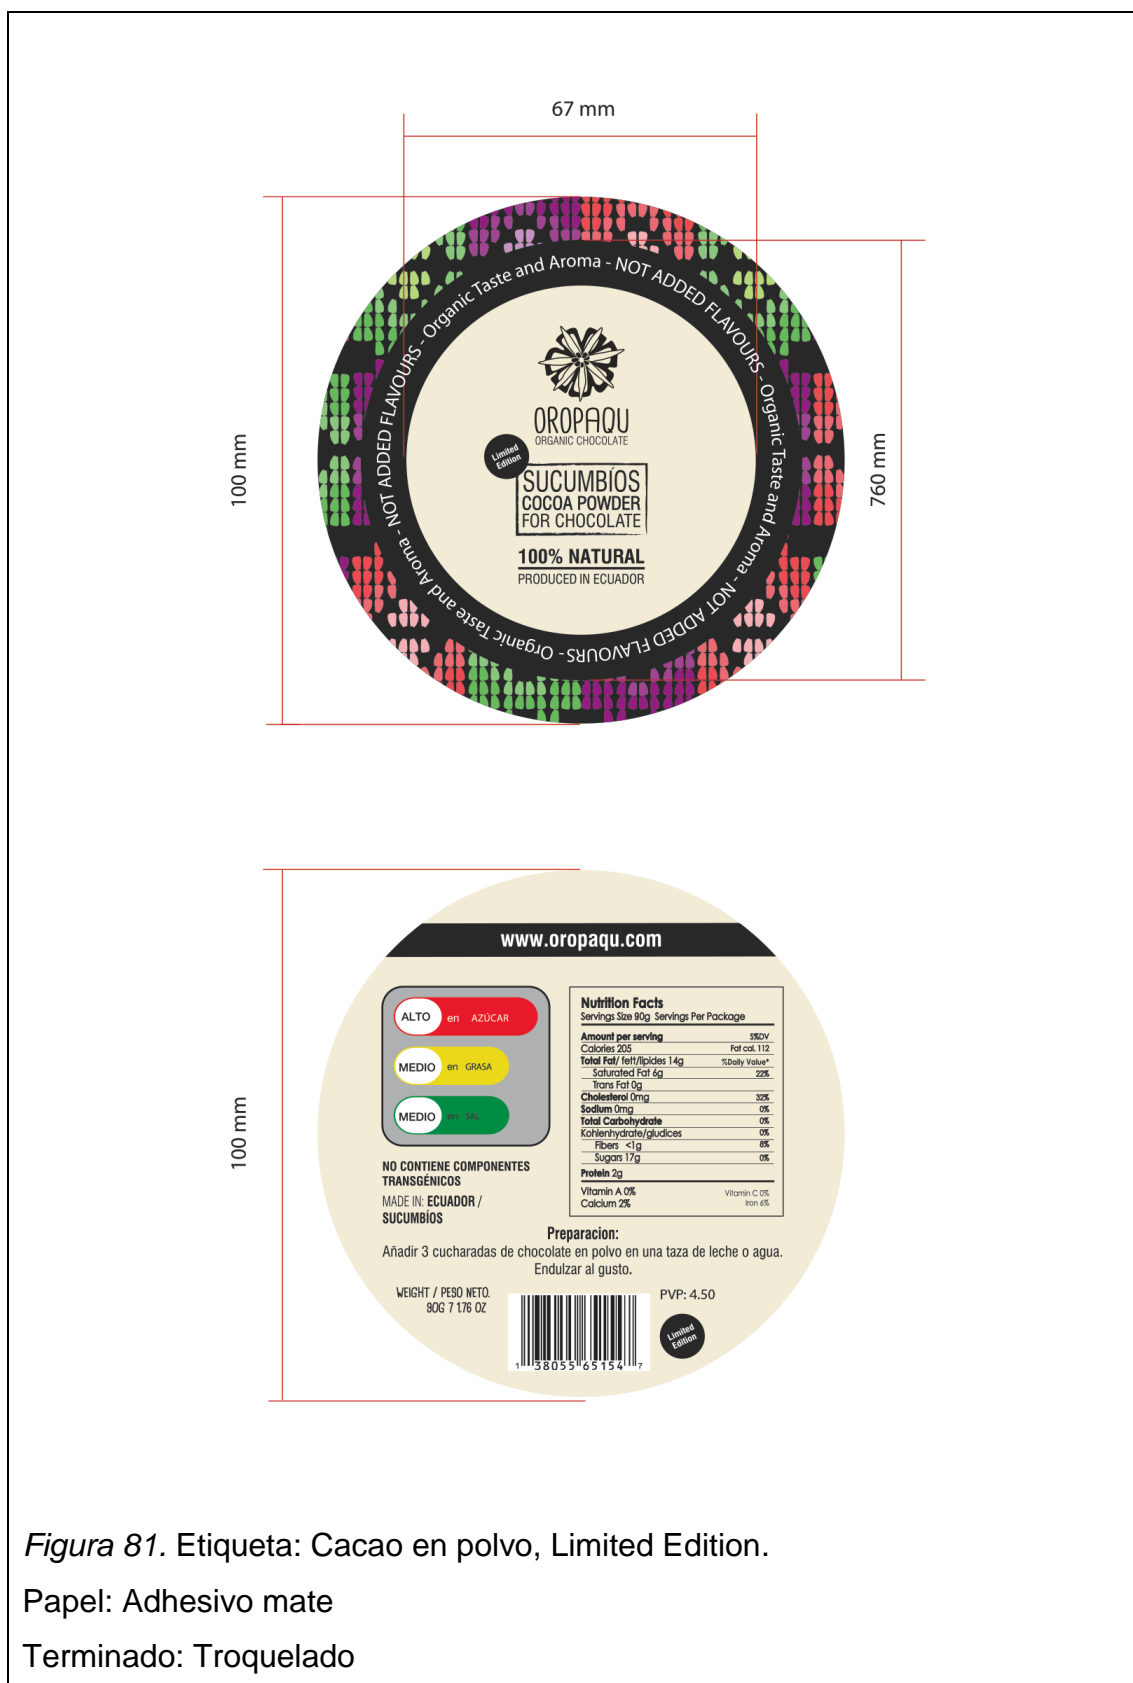 67 mm
100 mm
760 mm
Organic Taste and Aroma - NOT ADDED FLAVOURS - Organic Taste and Aroma - NOT ADDED FLAVOURS - Organic Taste and Aroma - NOT ADDED FLAVOURS -
OROPAQU
ORGANIC CHOCOLATE
Limited
Edition
SUCUMBÍOS
COCOA POWDER
FOR CHOCOLATE
100% NATURAL
PRODUCED IN ECUADOR
100 mm
www.oropaqu.com
ALTO en AZÚCAR
MEDIO en GRASA
MEDIO en SAL
NO CONTIENE COMPONENTES
TRANSGÉNICOS
MADE IN: ECUADOR /
SUCUMBÍOS
Nutrition Facts
Servings Size 90g Servings Per Package
Amount per serving S%DV
Calories 205 Fat cal. 112
Total Fat/ fett/lipides 14g %Daily Value*
Saturated Fat 6g 22%
Trans Fat 0g
Cholesterol 0mg 32%
Sodium 0mg 0%
Total Carbohydrate 0%
Kohlenhydrate/gludices 0%
Fibers <1g 8%
Sugars 17g 0%
Protein 2g
Vitamin A 0% Vitamin C 0%
Calcium 2% Iron 6%
Preparacion:
Añadir 3 cucharadas de chocolate en polvo en una taza de leche o agua.
Endulzar al gusto.
WEIGHT / PESO NETO.
90G 7 1.76 OZ
PVP: 4.50
Limited
Edition
1 38055 65154 7
Figura 81. Etiqueta: Cacao en polvo, Limited Edition.
Papel: Adhesivo mate
Terminado: Troquelado